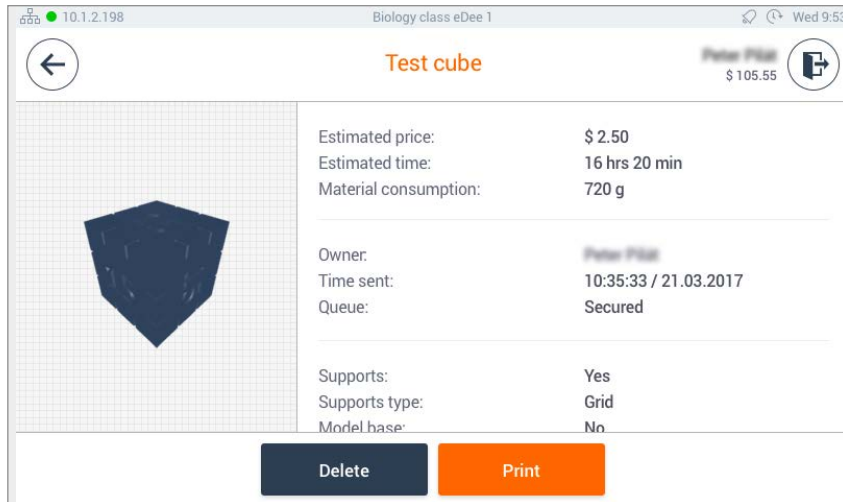 10.1.2.198 Biology class eDee 1 Wed 9:53
Test cube
$ 105.55
Estimated price: $ 2.50
Estimated time: 16 hrs 20 min
Material consumption: 720 g
Owner:
Time sent: 10:35:33 / 21.03.2017
Queue: Secured
Supports: Yes
Supports type: Grid
Model base: No
Delete Print